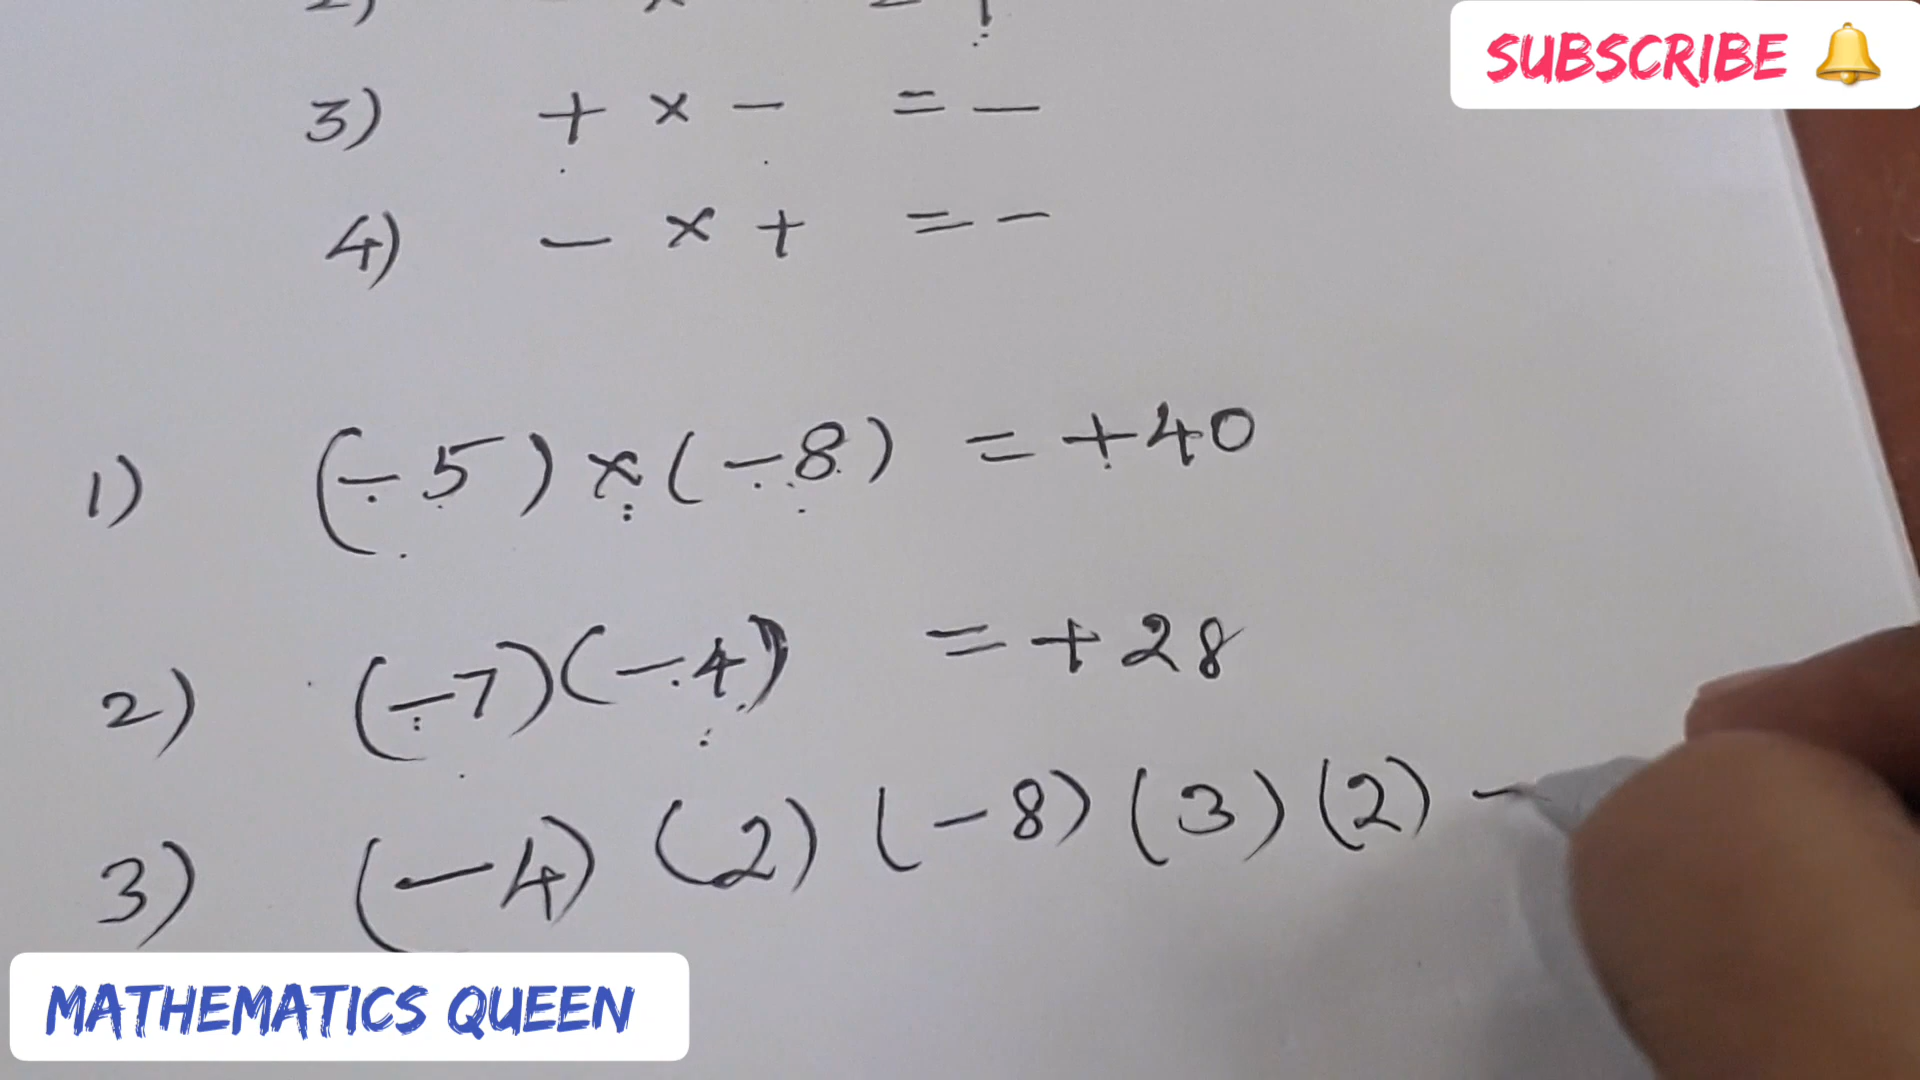 SUBSCRIBE 🔔
3) + × - = -
4) - × + = -
1) (-5) × (-8) = +40
2) (-7)(-4) = +28
3) (-4) (2) (-8) (3) (2) -
MATHEMATICS QUEEN